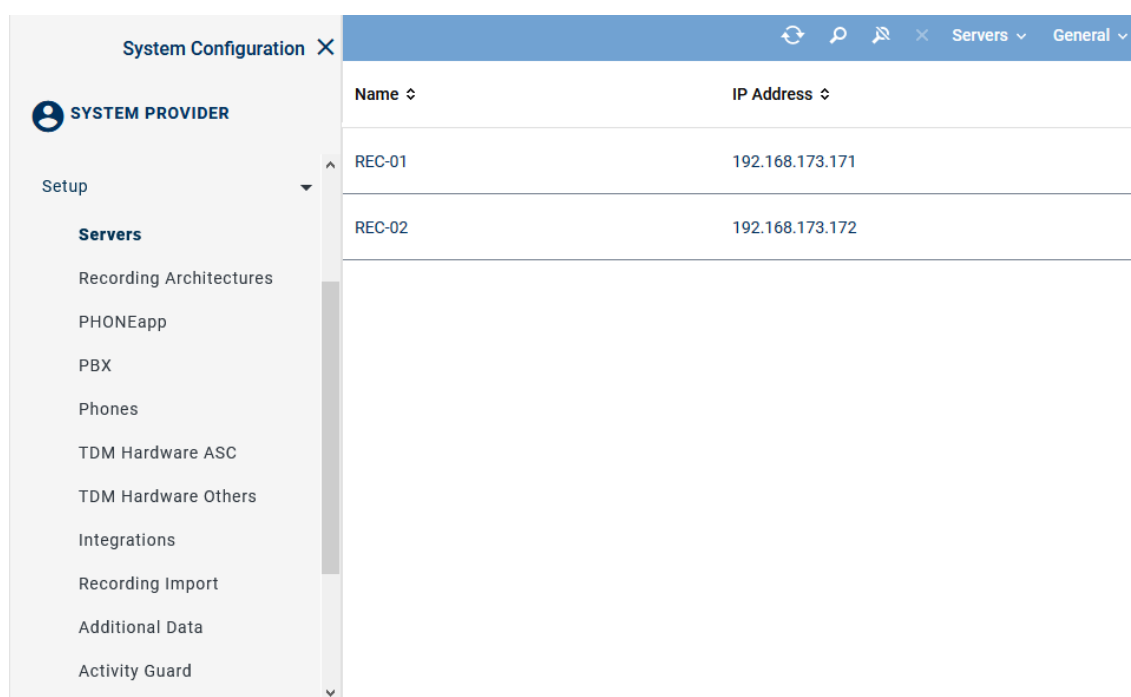 System Configuration
Servers
General
SYSTEM PROVIDER
Name
IP Address
Setup
REC-01
192.168.173.171
Servers
REC-02
192.168.173.172
Recording Architectures
PHONEapp
PBX
Phones
TDM Hardware ASC
TDM Hardware Others
Integrations
Recording Import
Additional Data
Activity Guard